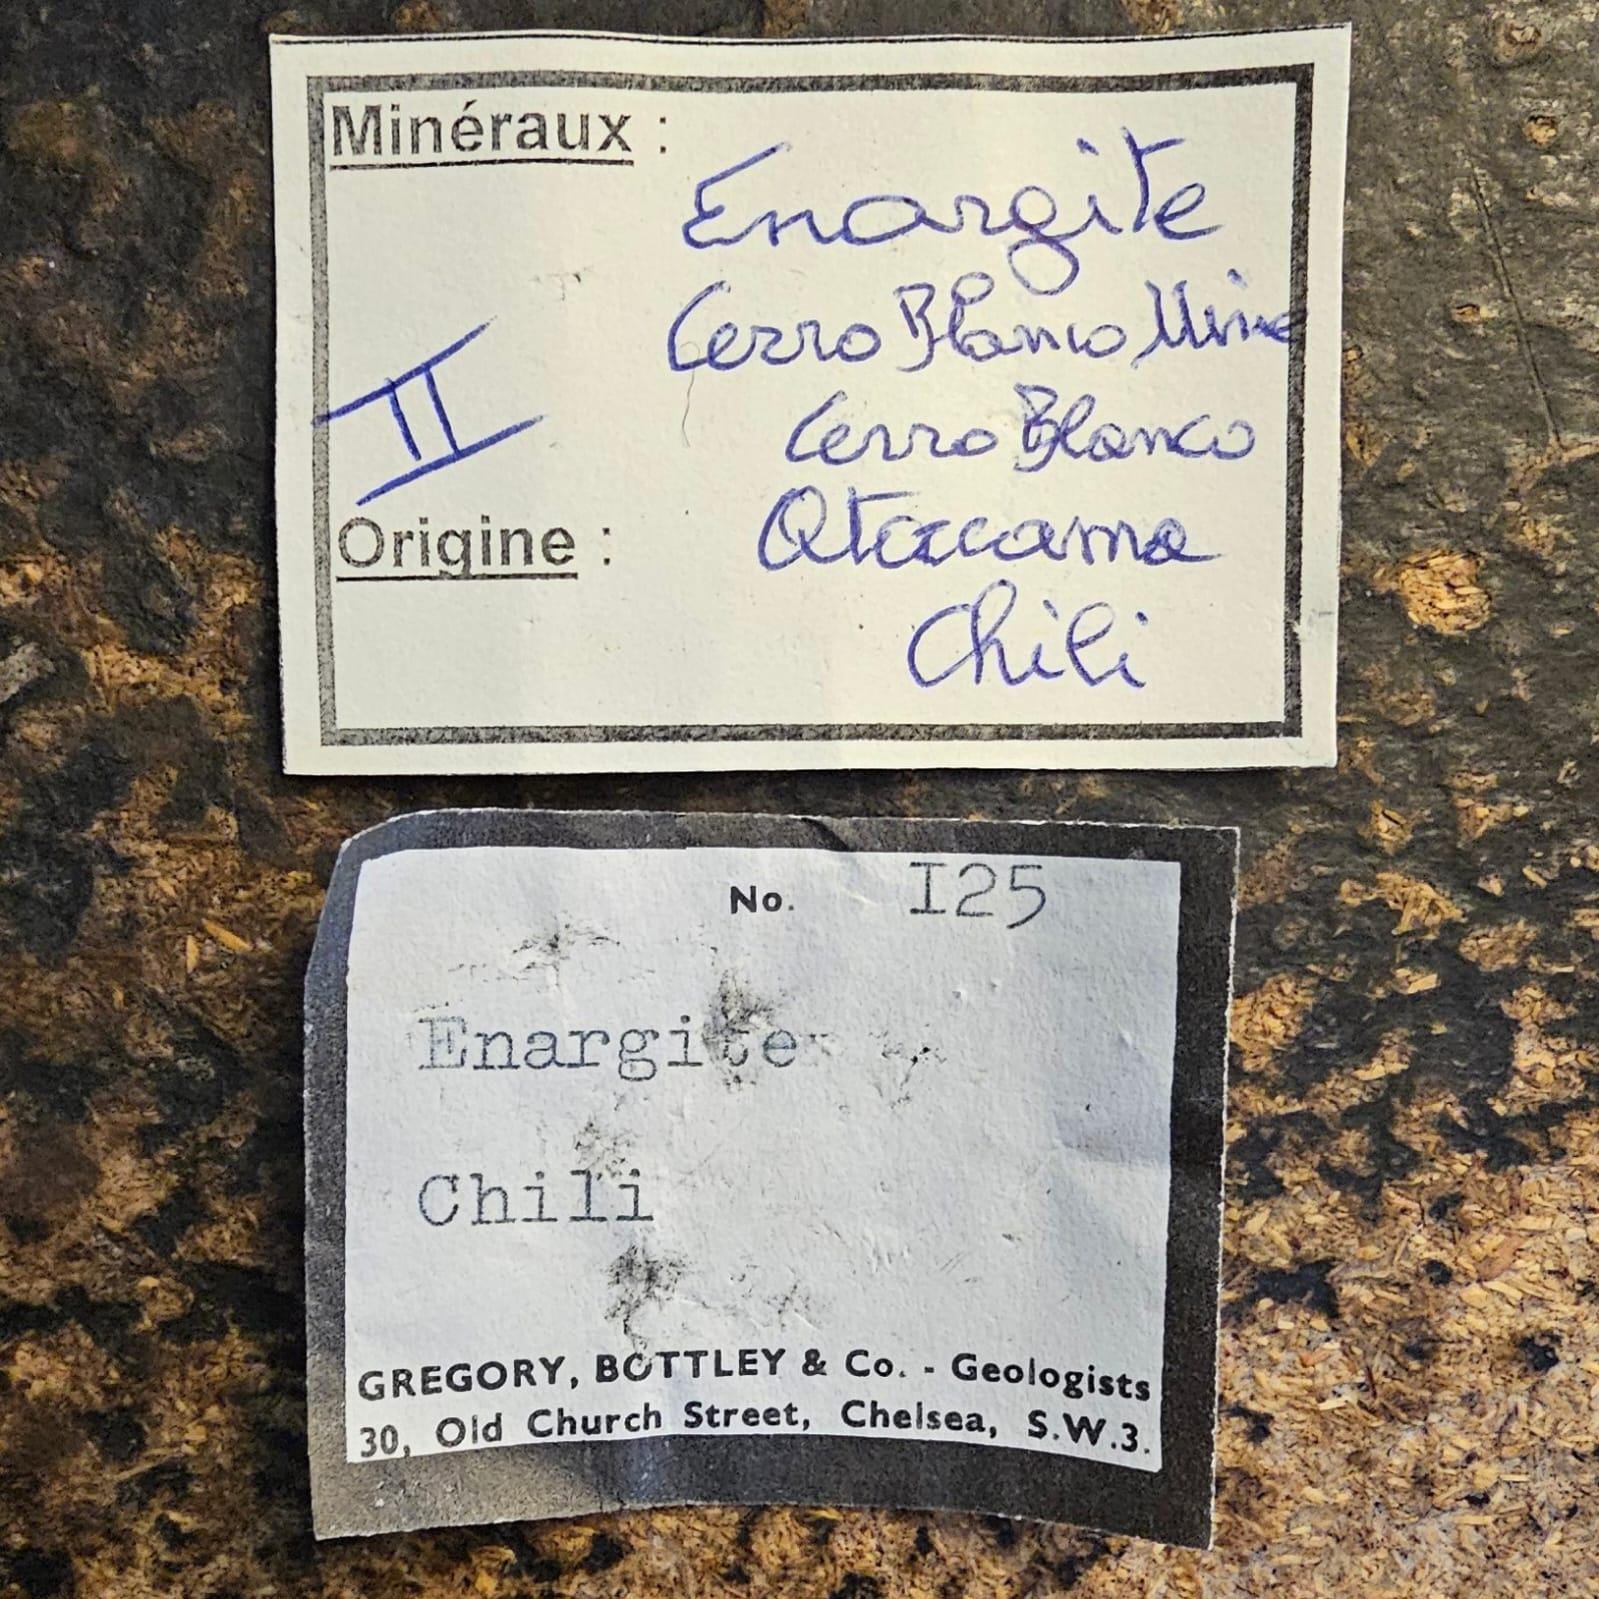 Minéraux :
Enargite
Cerro Blanco Mine
II
Cerro Blanco
Atacama
Origine :
Chili
No. I25
Enargite
Chili
GREGORY, BOTTLEY & Co. - Geologists
30, Old Church Street, Chelsea, S.W.3.